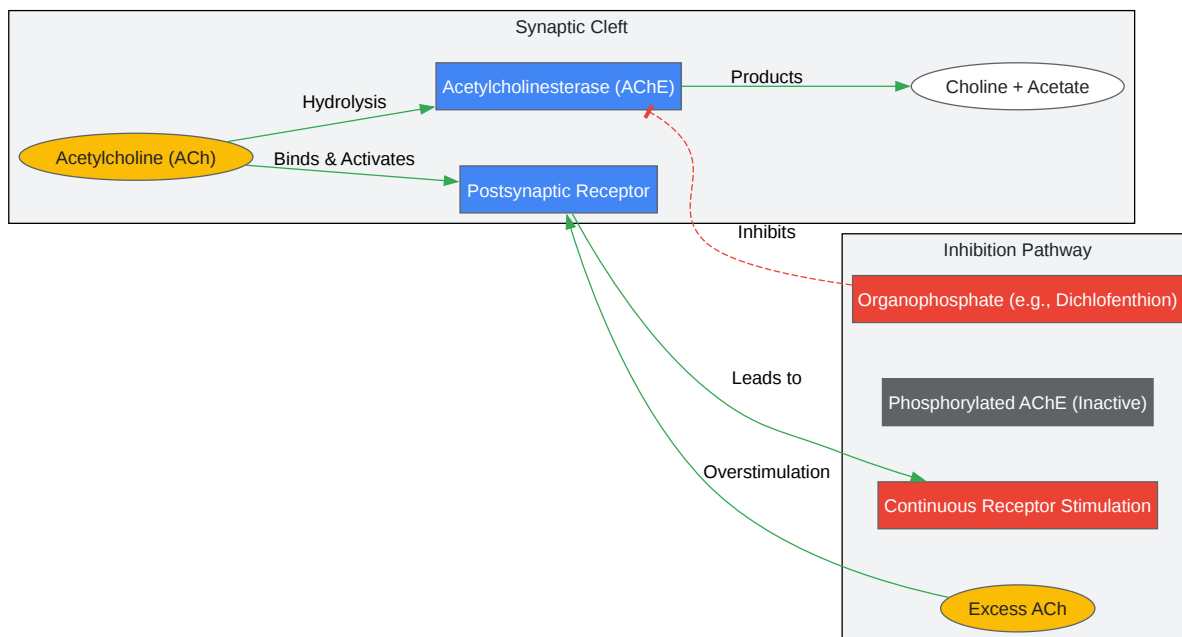 Synaptic Cleft
Acetylcholinesterase (AChE)
Products
Choline + Acetate
Hydrolysis
Acetylcholine (ACh)
Binds & Activates
Postsynaptic Receptor
Inhibits
Inhibition Pathway
Organophosphate (e.g., Dichlofenthion)
Leads to
Phosphorylated AChE (Inactive)
Overstimulation
Continuous Receptor Stimulation
Excess ACh